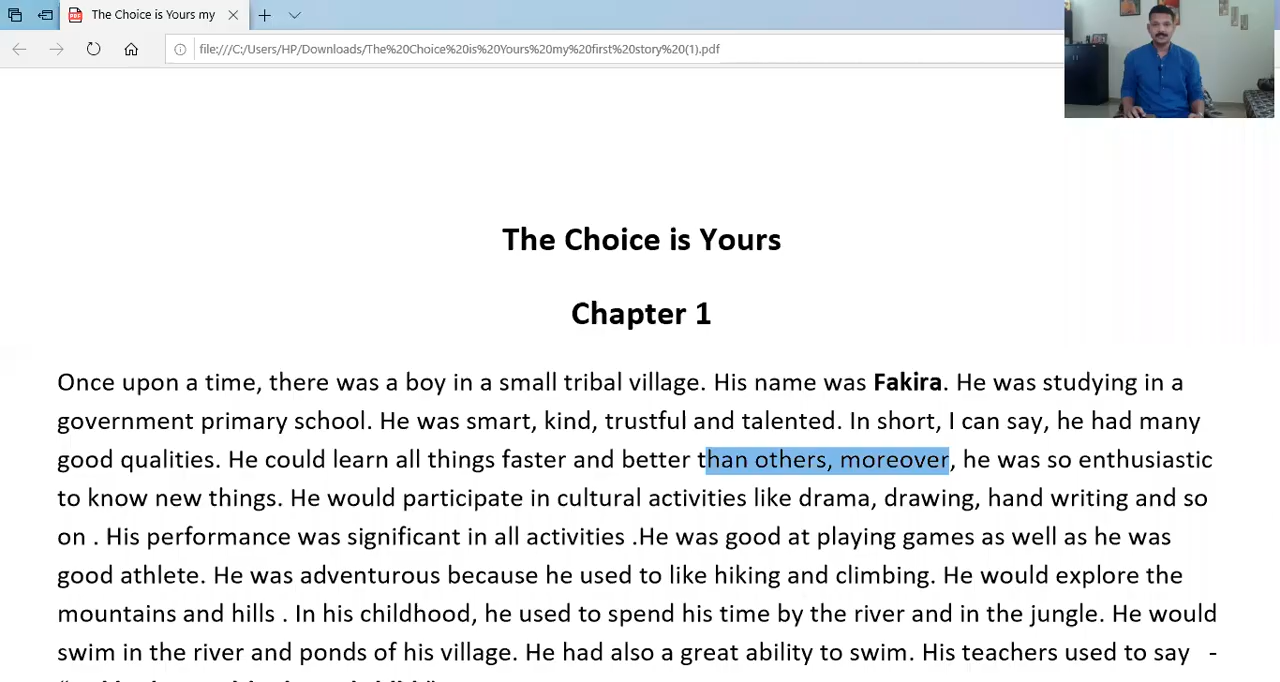 The Choice is Yours my
file:///C:/Users/HP/Downloads/The%20Choice%20is%20Yours%20my%20first%20story%20(1).pdf
The Choice is Yours
Chapter 1
Once upon a time, there was a boy in a small tribal village. His name was Fakira. He was studying in a
government primary school. He was smart, kind, trustful and talented. In short, I can say, he had many
good qualities. He could learn all things faster and better than others, moreover, he was so enthusiastic
to know new things. He would participate in cultural activities like drama, drawing, hand writing and so
on . His performance was significant in all activities .He was good at playing games as well as he was
good athlete. He was adventurous because he used to like hiking and climbing. He would explore the
mountains and hills . In his childhood, he used to spend his time by the river and in the jungle. He would
swim in the river and ponds of his village. He had also a great ability to swim. His teachers used to say -